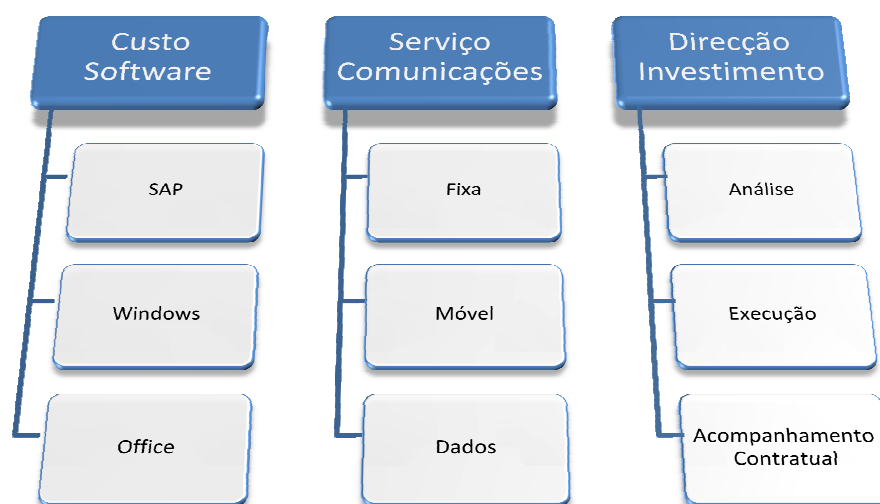 Custo
Software
SAP
Windows
Office
Serviço
Comunicações
Fixa
Móvel
Dados
Direcção
Investimento
Análise
Execução
Acompanhamento
Contratual